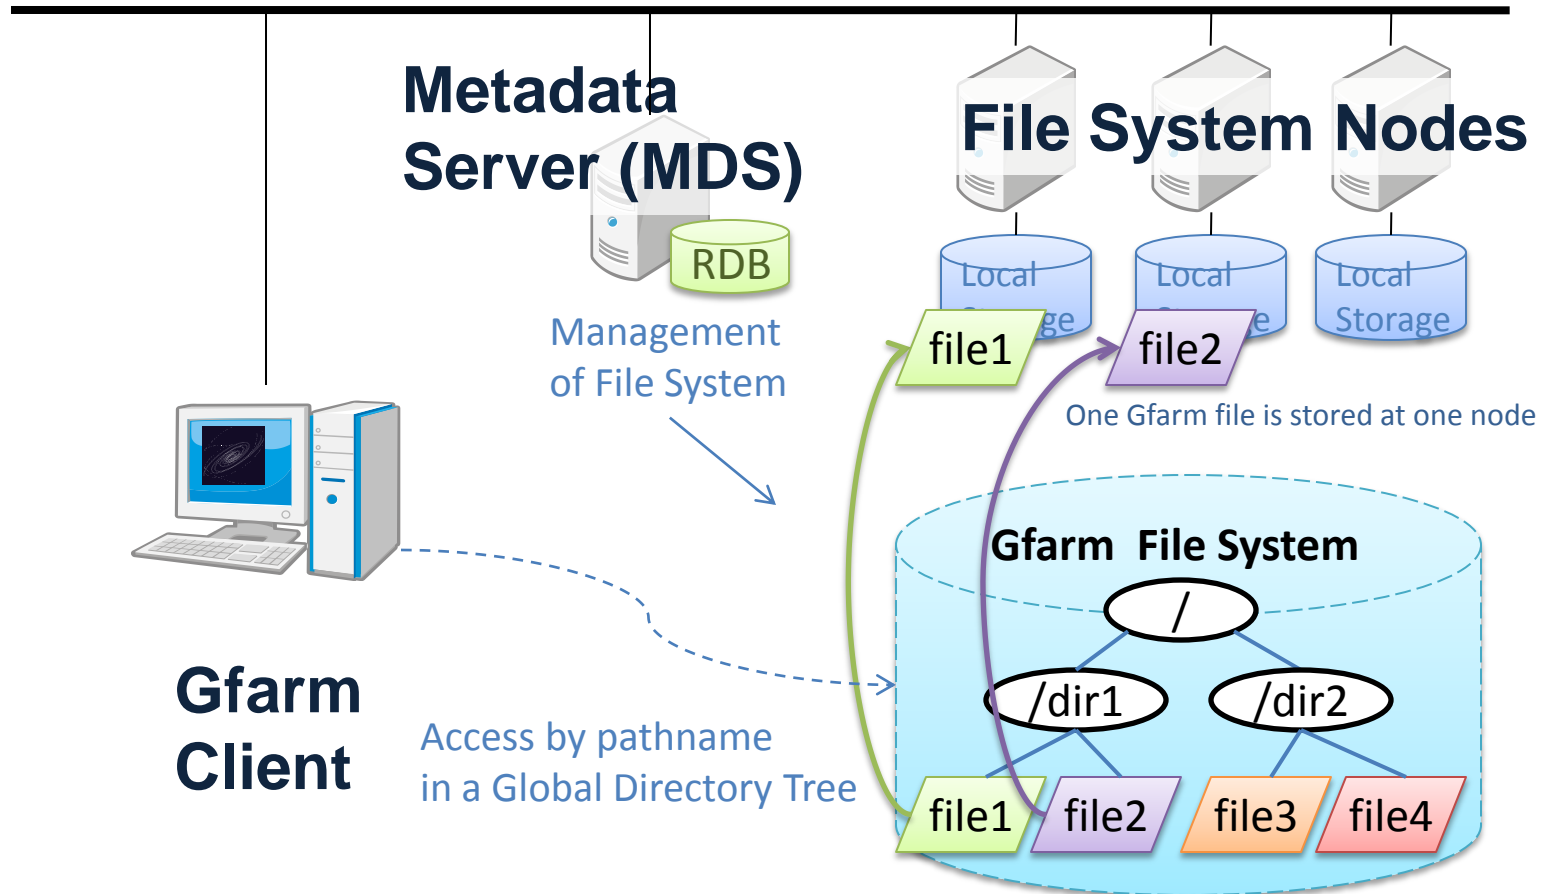 Metadata
Server (MDS)
File System Nodes
RDB
Local
Storage
Local
Storage
Local
Storage
file1
file2
Management
of File System
One Gfarm file is stored at one node
Gfarm File System
/
/dir1
/dir2
Gfarm
Client
Access by pathname
in a Global Directory Tree
file1
file2
file3
file4